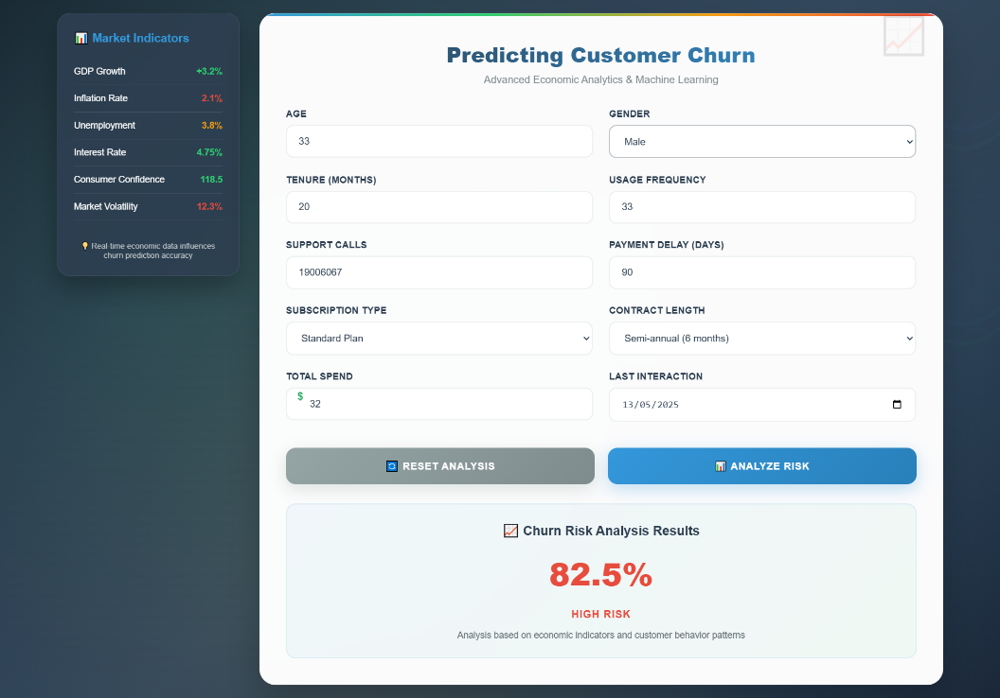 📊 Market Indicators
GDP Growth +3.2%
Inflation Rate 2.1%
Unemployment 3.8%
Interest Rate 4.75%
Consumer Confidence 118.5
Market Volatility 12.3%
💡 Real-time economic data influences
churn prediction accuracy
Predicting Customer Churn
Advanced Economic Analytics & Machine Learning
AGE
33
GENDER
Male
TENURE (MONTHS)
20
USAGE FREQUENCY
33
SUPPORT CALLS
19006067
PAYMENT DELAY (DAYS)
90
SUBSCRIPTION TYPE
Standard Plan
CONTRACT LENGTH
Semi-annual (6 months)
TOTAL SPEND
$ 32
LAST INTERACTION
13/05/2025
🔄 RESET ANALYSIS
📊 ANALYZE RISK
📈 Churn Risk Analysis Results
82.5%
HIGH RISK
Analysis based on economic indicators and customer behavior patterns